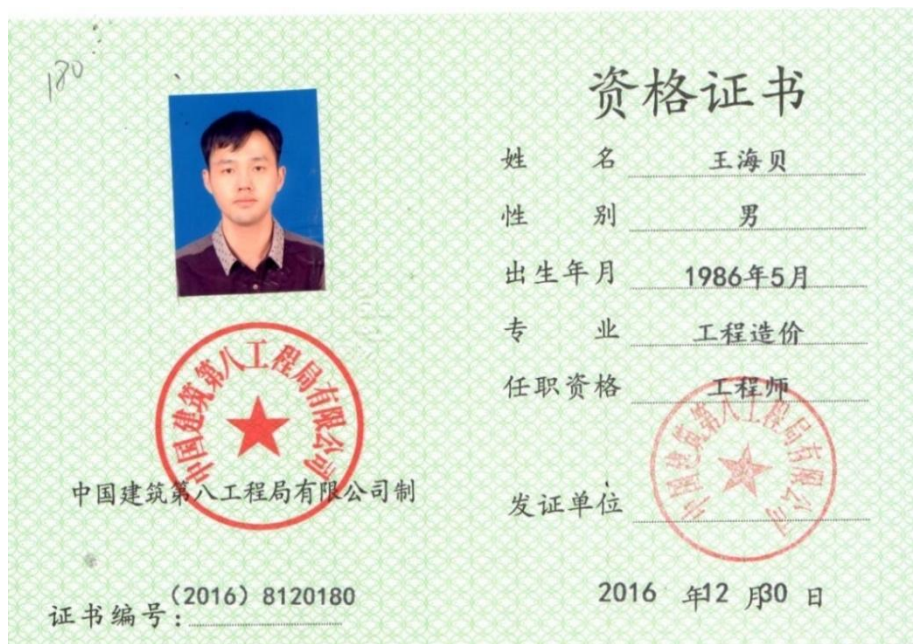 180
中国建筑第八工程局有限公司
中国建筑第八工程局有限公司制
证书编号：（2016）8120180
资格证书
姓 名 王海贝
性 别 男
出生年月 1986年5月
专 业 工程造价
任职资格 工程师
发证单位
中国建筑第八工程局有限公司
2016 年12 月30 日